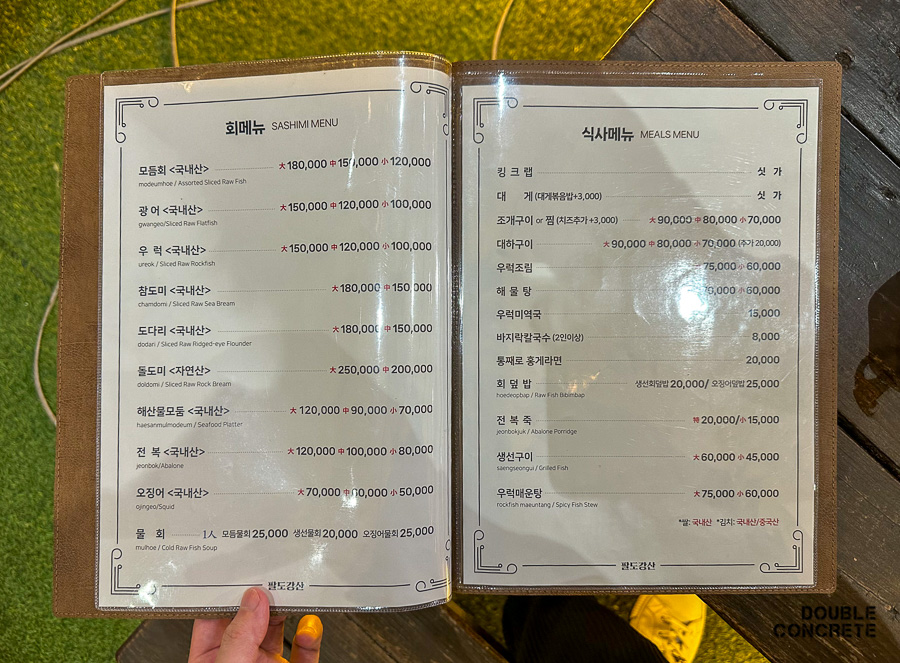 회메뉴 SASHIMI MENU
모듬회 <국내산> 大180,000 中150,000 小120,000
modeumhoe / Assorted Sliced Raw Fish
광 어 <국내산> 大150,000 中120,000 小100,000
gwangeo/Sliced Raw Flatfish
우 럭 <국내산> 大150,000 中120,000 小100,000
ureok / Sliced Raw Rockfish
참도미 <국내산> 大180,000 中150,000
chamdomi / Sliced Raw Sea Bream
도다리 <국내산> 大180,000 中150,000
dodari / Sliced Raw Ridged-eye Flounder
돌도미 <자연산> 大250,000 中200,000
doldomi / Sliced Raw Rock Bream
해산물모듬 <국내산> 大 120,000 中 90,000 小 70,000
haesanmulmodeum / Seafood Platter
전 복 <국내산> 大120,000 中100,000 小80,000
jeonbok/Abalone
오징어 <국내산> 大70,000 中60,000 小50,000
ojingeo/Squid
물 회 1人 모듬물회 25,000 생선물회 20,000 오징어물회 25,000
mulhoe / Cold Raw Fish Soup
팔도강산
식사메뉴 MEALS MENU
킹 크 랩 싯 가
대 게 (대게볶음밥+3,000) 싯 가
조개구이 or 찜 (치즈추가+3,000) 大90,000 中80,000 小70,000
대하구이 大90,000 中80,000 小70,000 (추가 20,000)
우럭조림 75,000 小60,000
해 물 탕 小60,000
우럭미역국 15,000
바지락칼국수 (2인이상) 8,000
통째로 홍게라면 20,000
회 덮 밥 생선회덮밥 20,000/ 오징어덮밥 25,000
hoedeopbap / Raw Fish Bibimbap
전 복 죽 特20,000/小15,000
jeonbokjuk / Abalone Porridge
생선구이 大60,000 小45,000
saengseongui / Grilled Fish
우럭매운탕 大75,000 小60,000
rockfish maeuntang / Spicy Fish Stew
*쌀: 국내산 *김치: 국내산/중국산
팔도강산
DOUBLE
CONCRETE